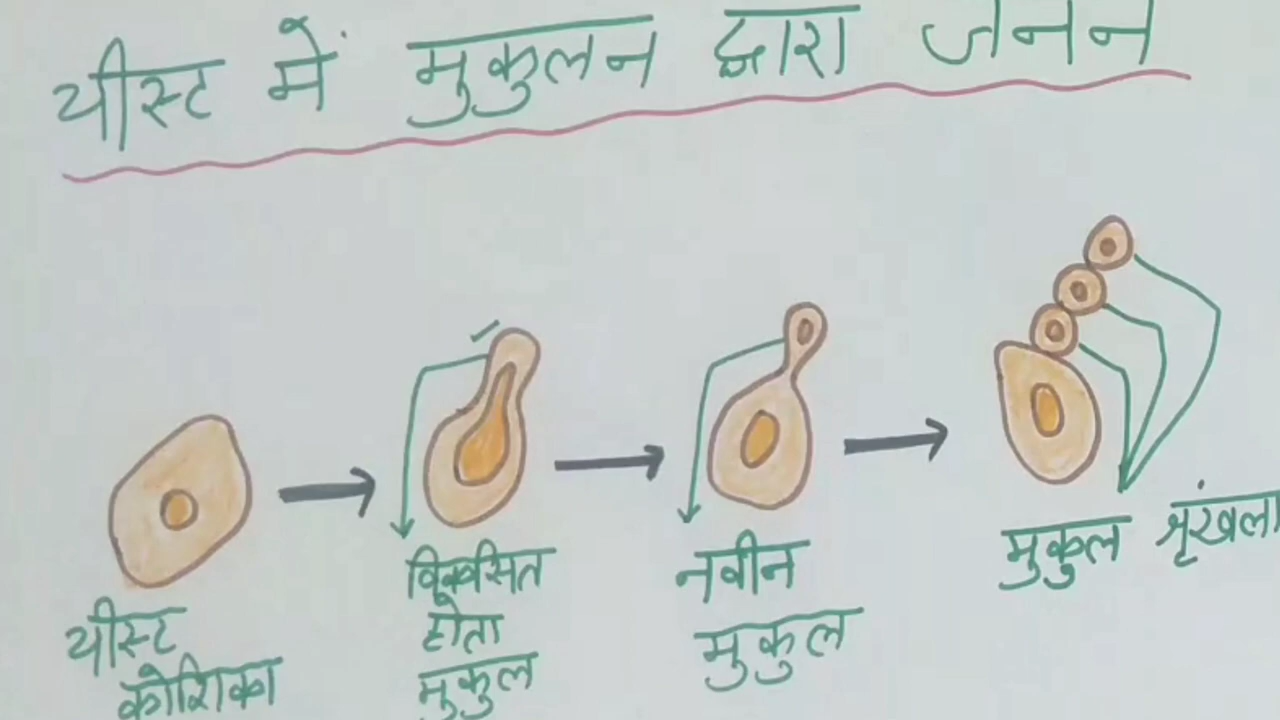 यीस्ट में मुकुलन द्वारा जनन
यीस्ट
कोशिका
विकसित
होता
मुकुल
नवीन
मुकुल
मुकुल श्रृंखला